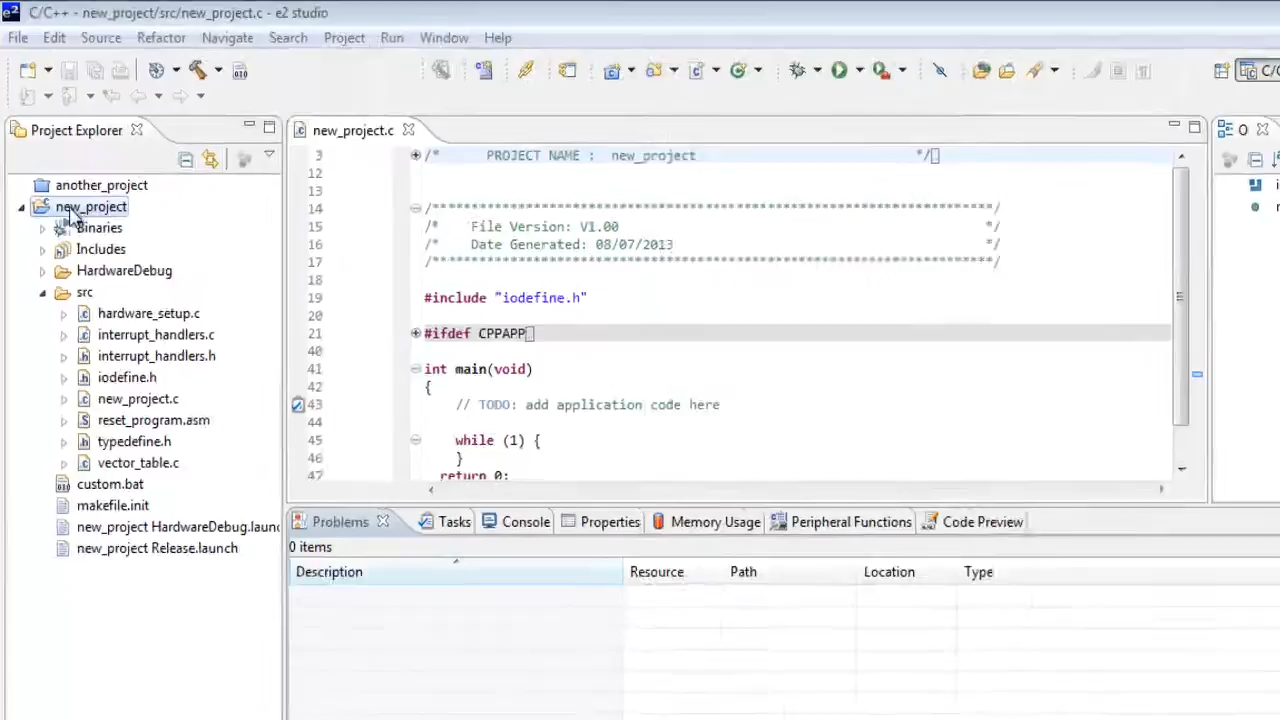 C/C++ - new_project/src/new_project.c - e2 studio
File Edit Source Refactor Navigate Search Project Run Window Help
C/C
Project Explorer
new_project.c
O
another_project
new_project
Binaries
Includes
HardwareDebug
src
hardware_setup.c
interrupt_handlers.c
interrupt_handlers.h
iodefine.h
new_project.c
reset_program.asm
typedefine.h
vector_table.c
custom.bat
makefile.init
new_project HardwareDebug.launc
new_project Release.launch
3 /* PROJECT NAME : new_project */
12
13
14 /************************************************************************/
15 /* File Version: V1.00 */
16 /* Date Generated: 08/07/2013 */
17 /************************************************************************/
18
19 #include "iodefine.h"
20
21 #ifdef CPPAPP
40
41 int main(void)
42 {
43 // TODO: add application code here
44
45 while (1) {
46 }
47 return 0;
Problems Tasks Console Properties Memory Usage Peripheral Functions Code Preview
0 items
Description Resource Path Location Type